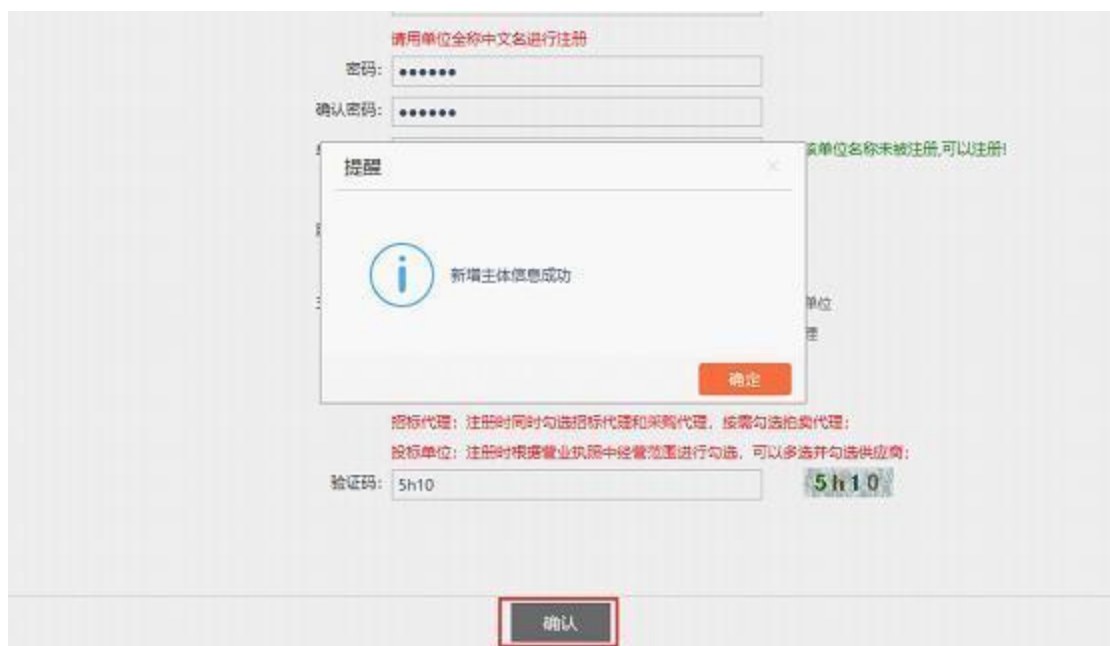 请用单位全称中文名进行注册
密码: ••••••
确认密码: ••••••
单位名称未被注册,可以注册!
提醒
新增主体信息成功
单位
理
确定
招标代理：注册时同时勾选招标代理和采购代理，按需勾选拍卖代理；
投标单位：注册时根据营业执照中经营范围进行勾选，可以多选并勾选供应商；
验证码: 5h10
5h10
确认